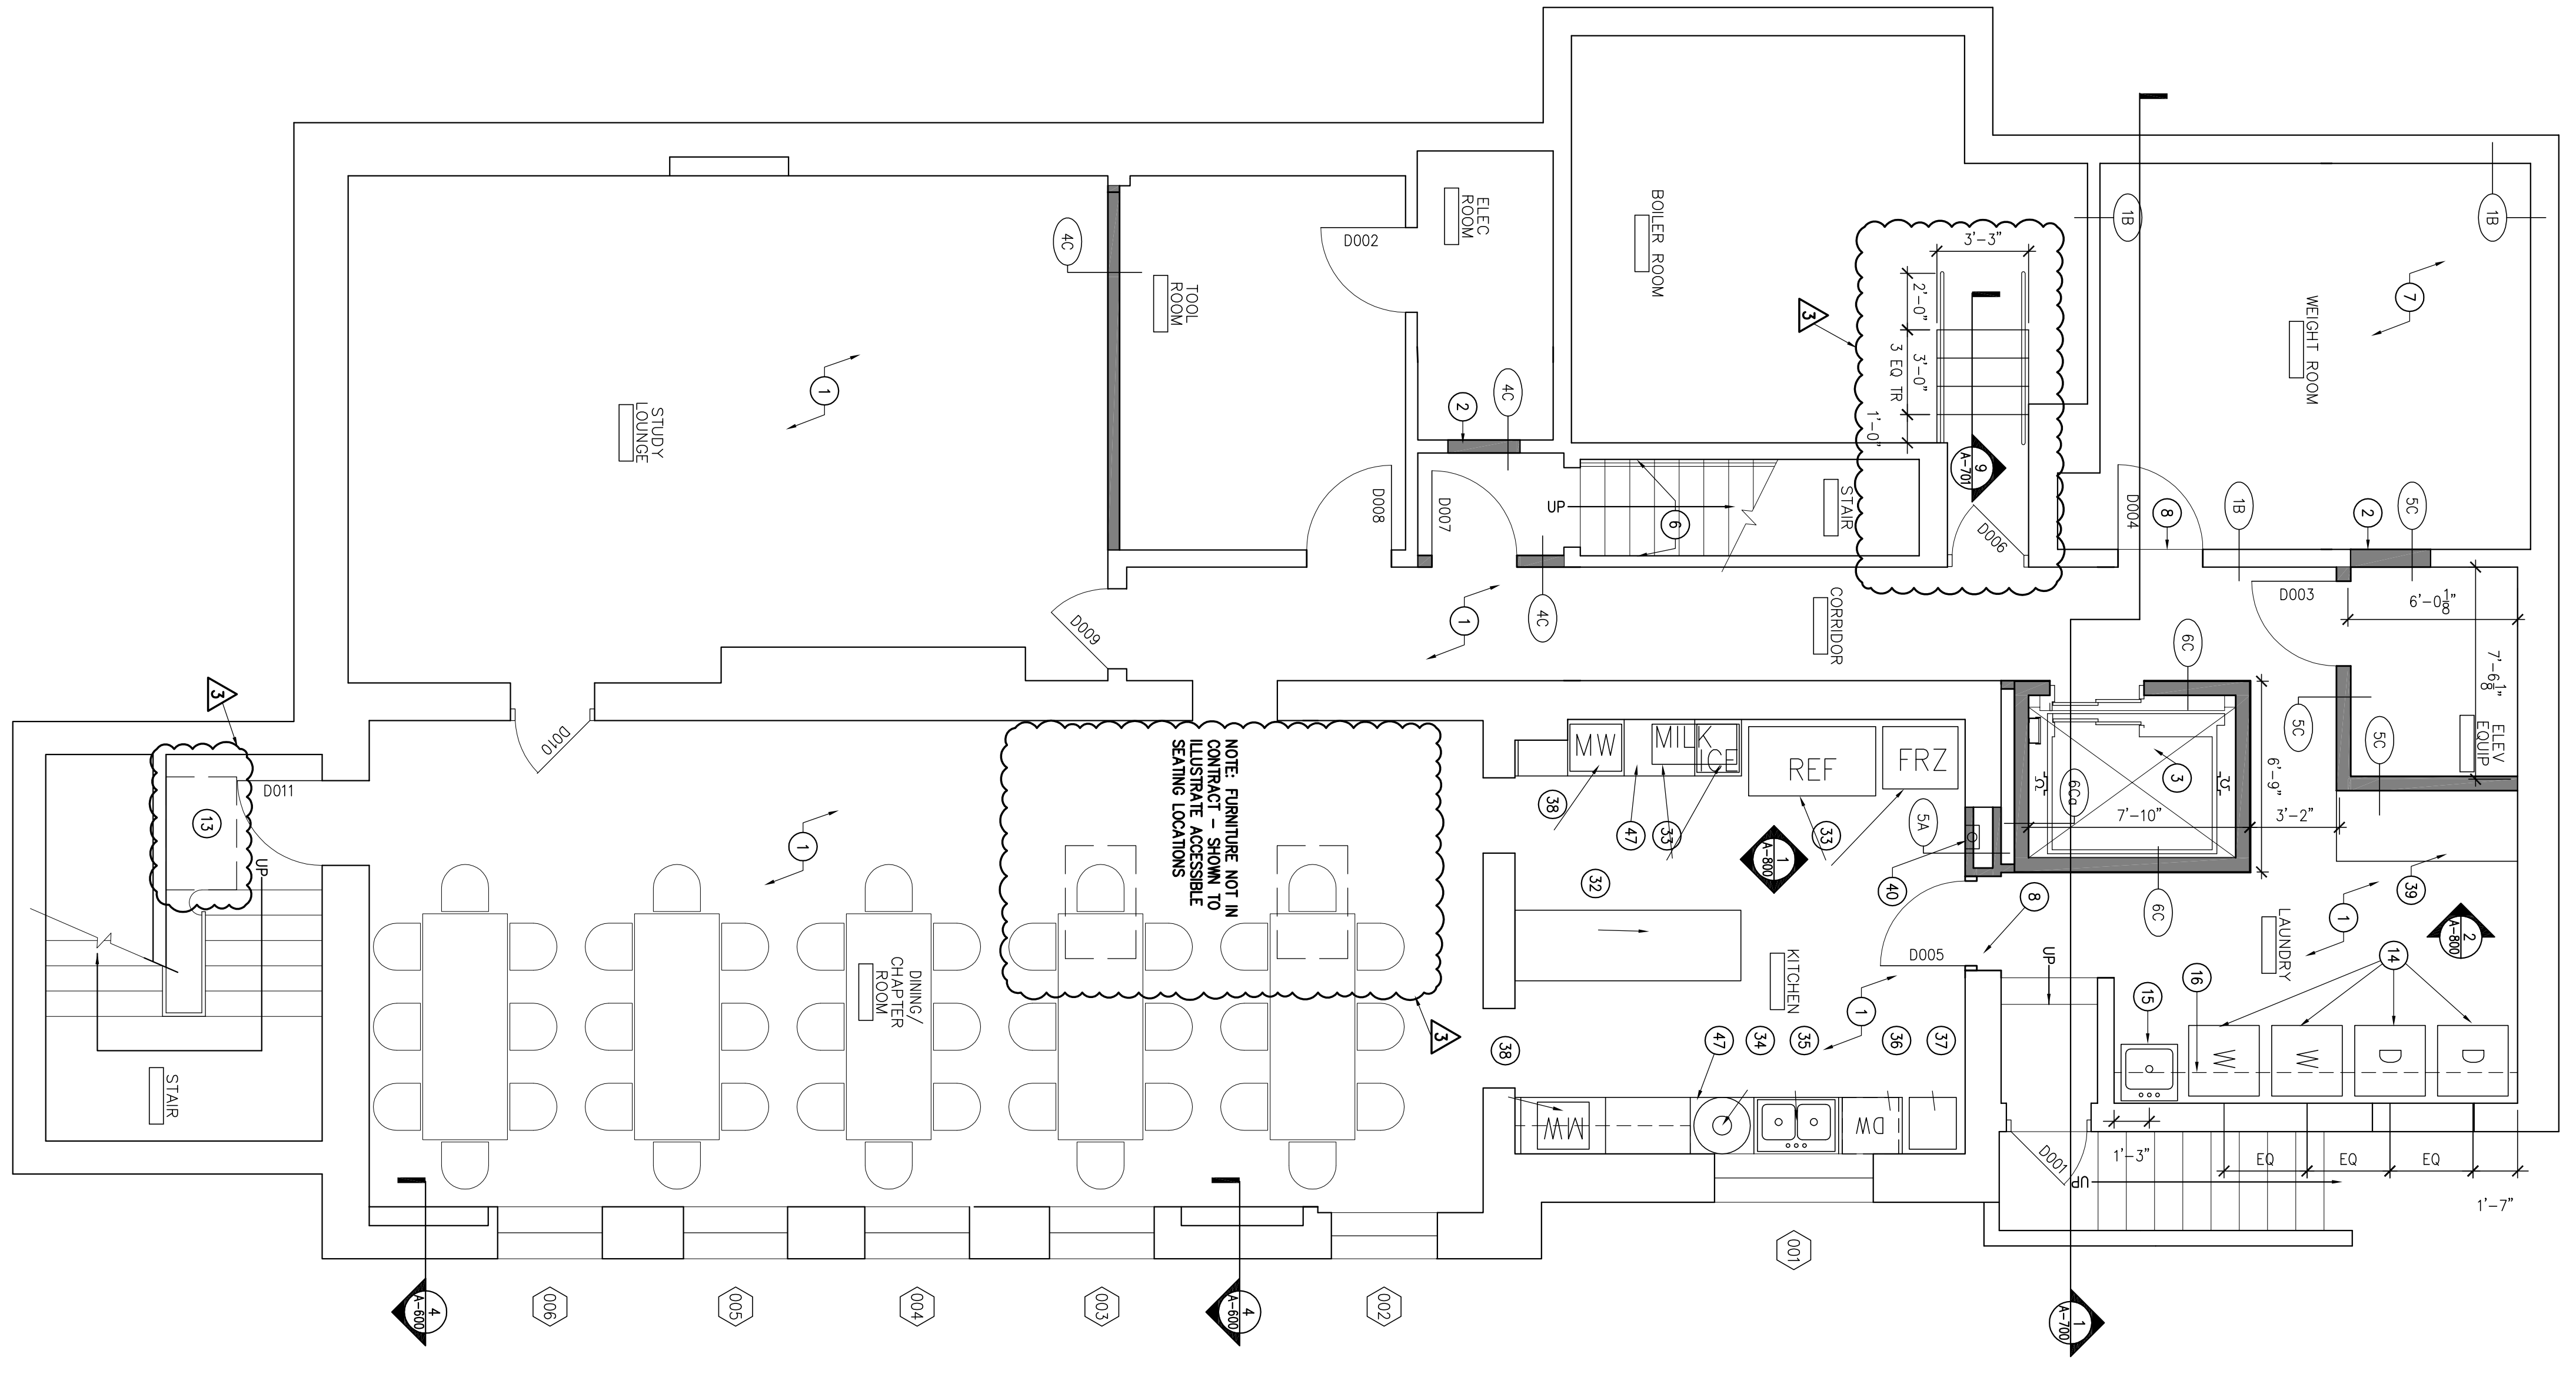 BOILER ROOM
ELEC
ROOM
TOOL
ROOM
WEIGHT ROOM
STUDY
LOUNGE
STAIR
CORRIDOR
ELEV
EQUIP
LAUNDRY
KITCHEN
DINING/
CHAPTER
ROOM
STAIR
NOTE: FURNITURE NOT IN
CONTRACT – SHOWN TO
ILLUSTRATE ACCESSIBLE
SEATING LOCATIONS
D001
D002
D003
D004
D005
D006
D007
D008
D009
D010
D011
1B
1B
1B
4C
4C
4C
5C
5C
5C
6C
6C
6Ca
5A
3'-3"
2'-0"
3'-0"
3 EQ TR
1'-0"
6'-0 1/8"
7'-6 1/8"
6'-9"
7'-10"
3'-2"
1'-3"
EQ
EQ
EQ
1'-7"
UP
UP
UP
UP
MW
MILK
ICE
REF
FRZ
MW
DW
W
W
D
D
1
1
1
1
1
2
2
3
6
7
8
8
13
14
15
16
32
33
33
34
35
36
37
38
38
39
40
47
47
3
3
3
9
A-701
1
A-800
2
A-800
4
A-600
4
A-600
1
A-700
001
002
003
004
005
006